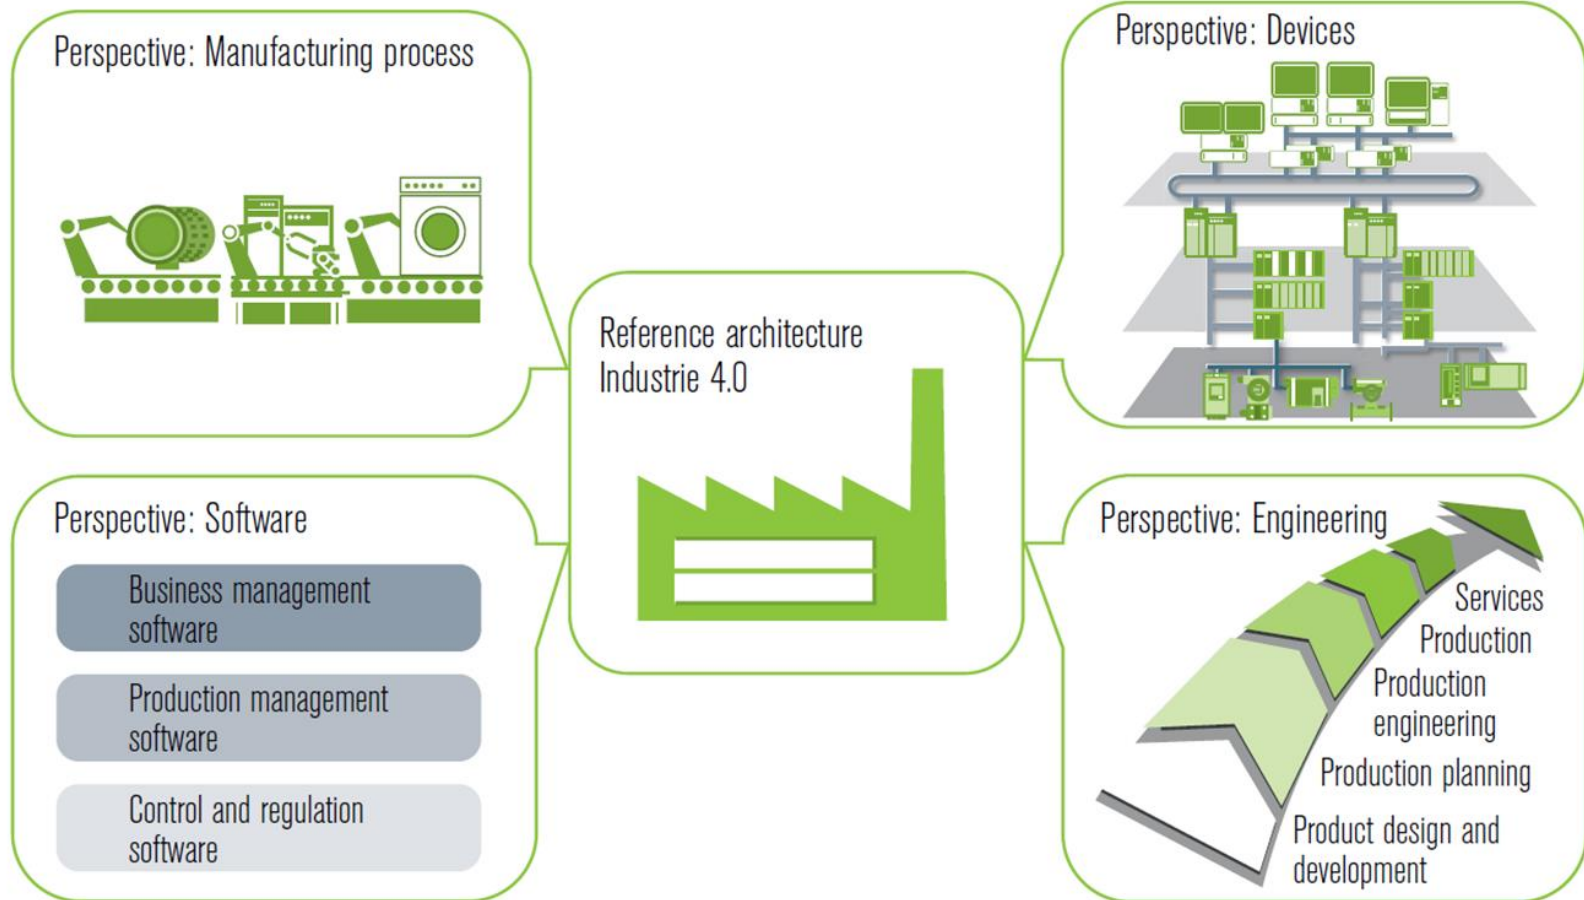 Perspective: Manufacturing process
Perspective: Devices
Reference architecture
Industrie 4.0
Perspective: Software
Business management
software
Production management
software
Control and regulation
software
Perspective: Engineering
Services
Production
Production
engineering
Production planning
Product design and
development